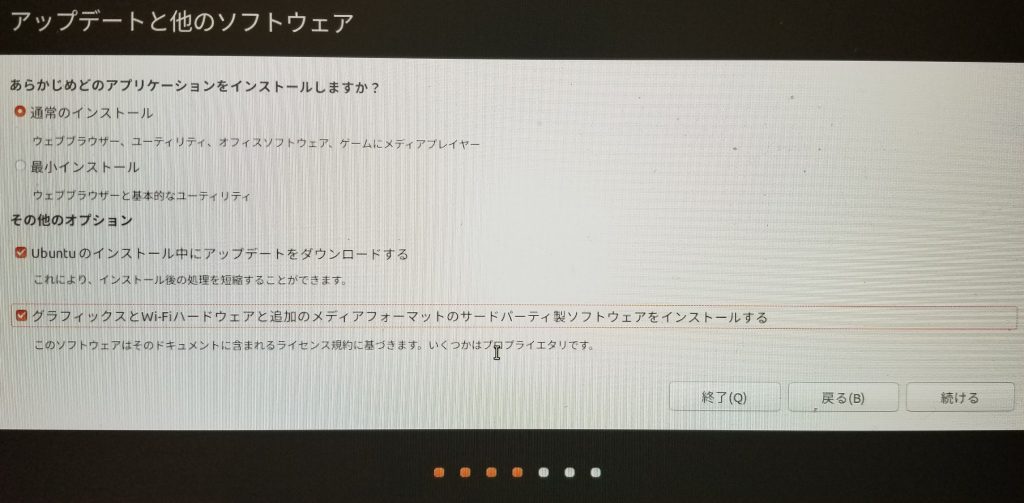 アップデートと他のソフトウェア
あらかじめどのアプリケーションをインストールしますか？
通常のインストール
ウェブブラウザー、ユーティリティ、オフィスソフトウェア、ゲームにメディアプレイヤー
最小インストール
ウェブブラウザーと基本的なユーティリティ
その他のオプション
Ubuntu のインストール中にアップデートをダウンロードする
これにより、インストール後の処理を短縮することができます。
グラフィックスとWi-Fiハードウェアと追加のメディアフォーマットのサードパーティ製ソフトウェアをインストールする
このソフトウェアはそのドキュメントに含まれるライセンス規約に基づきます。いくつかはプロプライエタリです。
終了(Q) 戻る(B) 続ける